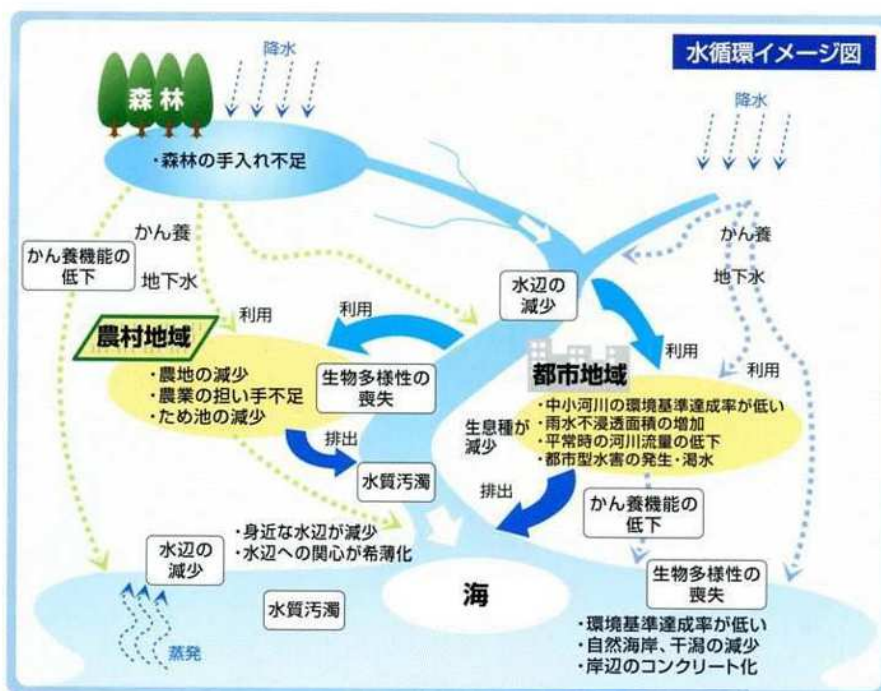 水循環イメージ図
降水
降水
森林
・森林の手入れ不足
かん養
かん養機能の
低下
地下水
かん養
地下水
水辺の
減少
利用
利用
利用
利用
農村地域
・農地の減少
・農業の担い手不足
・ため池の減少
生物多様性の
喪失
都市地域
・中小河川の環境基準達成率が低い
・雨水不浸透面積の増加
・平常時の河川流量の低下
・都市型水害の発生・渇水
生息種が
減少
排出
水質汚濁
排出
かん養機能の
低下
水辺の
減少
・身近な水辺が減少
・水辺への関心が希薄化
水質汚濁
海
生物多様性の
喪失
・環境基準達成率が低い
・自然海岸、干潟の減少
・岸辺のコンクリート化
蒸発